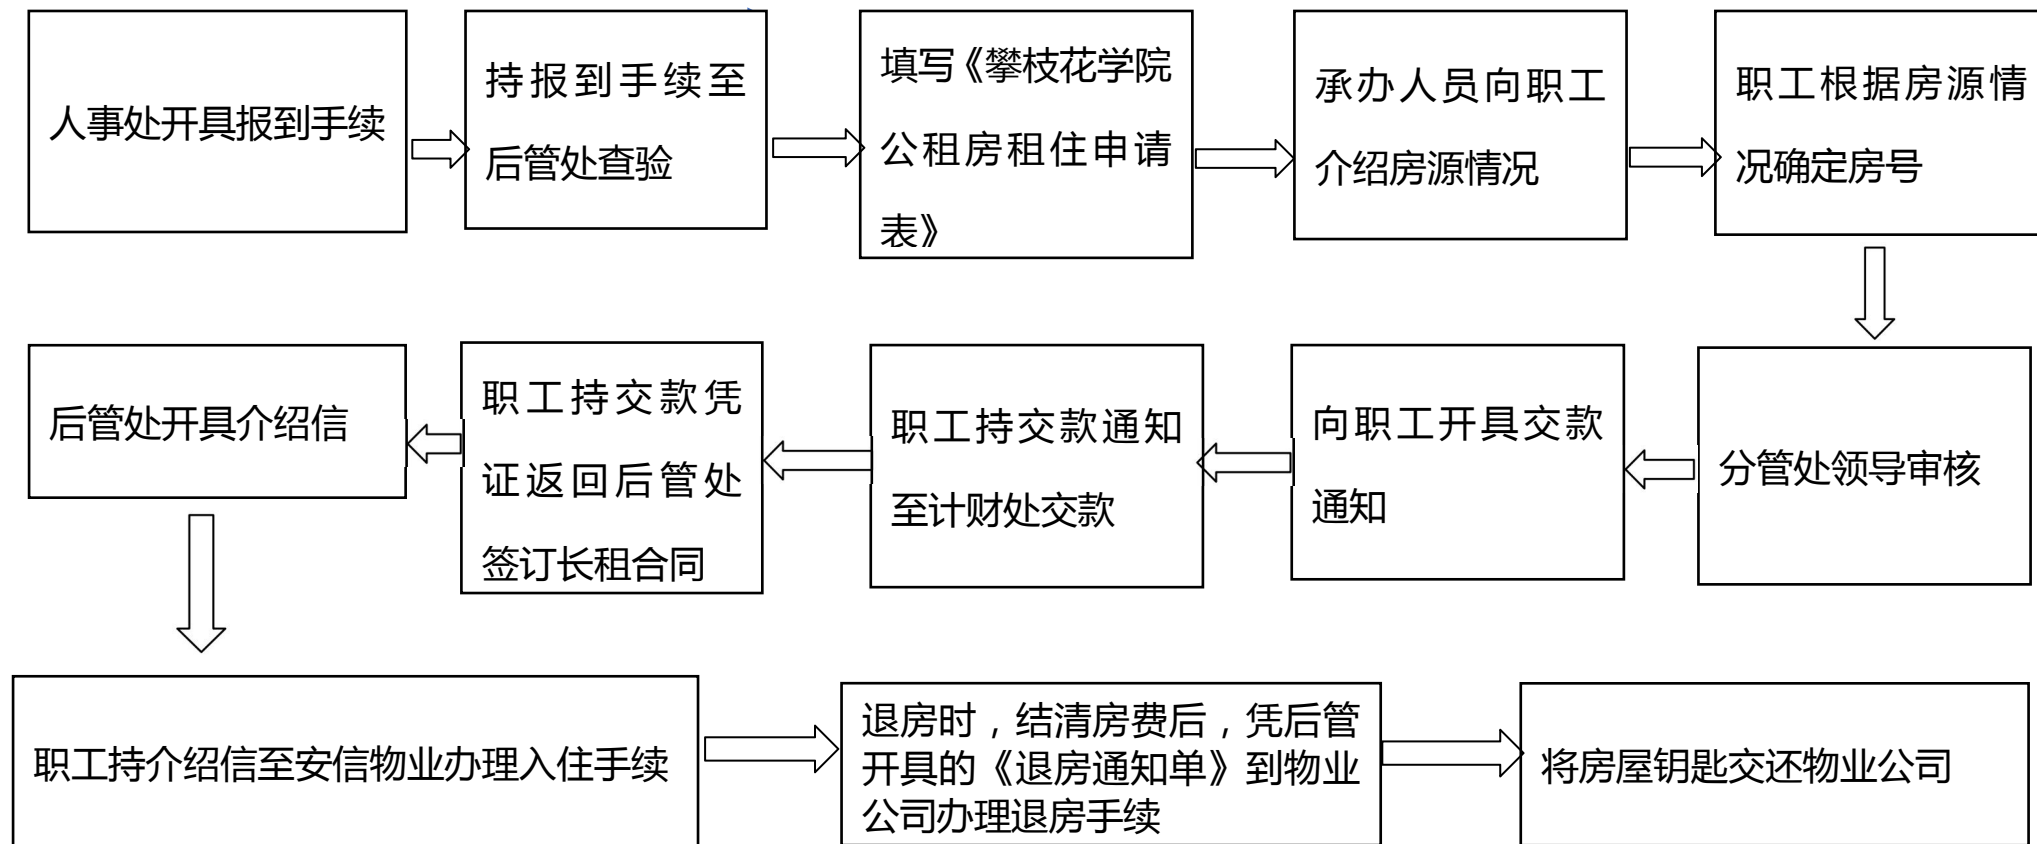 人事处开具报到手续
持报到手续至
后管处查验
填写《攀枝花学院
公租房租住申请
表》
承办人员向职工
介绍房源情况
职工根据房源情
况确定房号
分管处领导审核
向职工开具交款
通知
职工持交款通知
至计财处交款
职工持交款凭
证返回后管处
签订长租合同
后管处开具介绍信
职工持介绍信至安信物业办理入住手续
退房时，结清房费后，凭后管
开具的《退房通知单》到物业
公司办理退房手续
将房屋钥匙交还物业公司